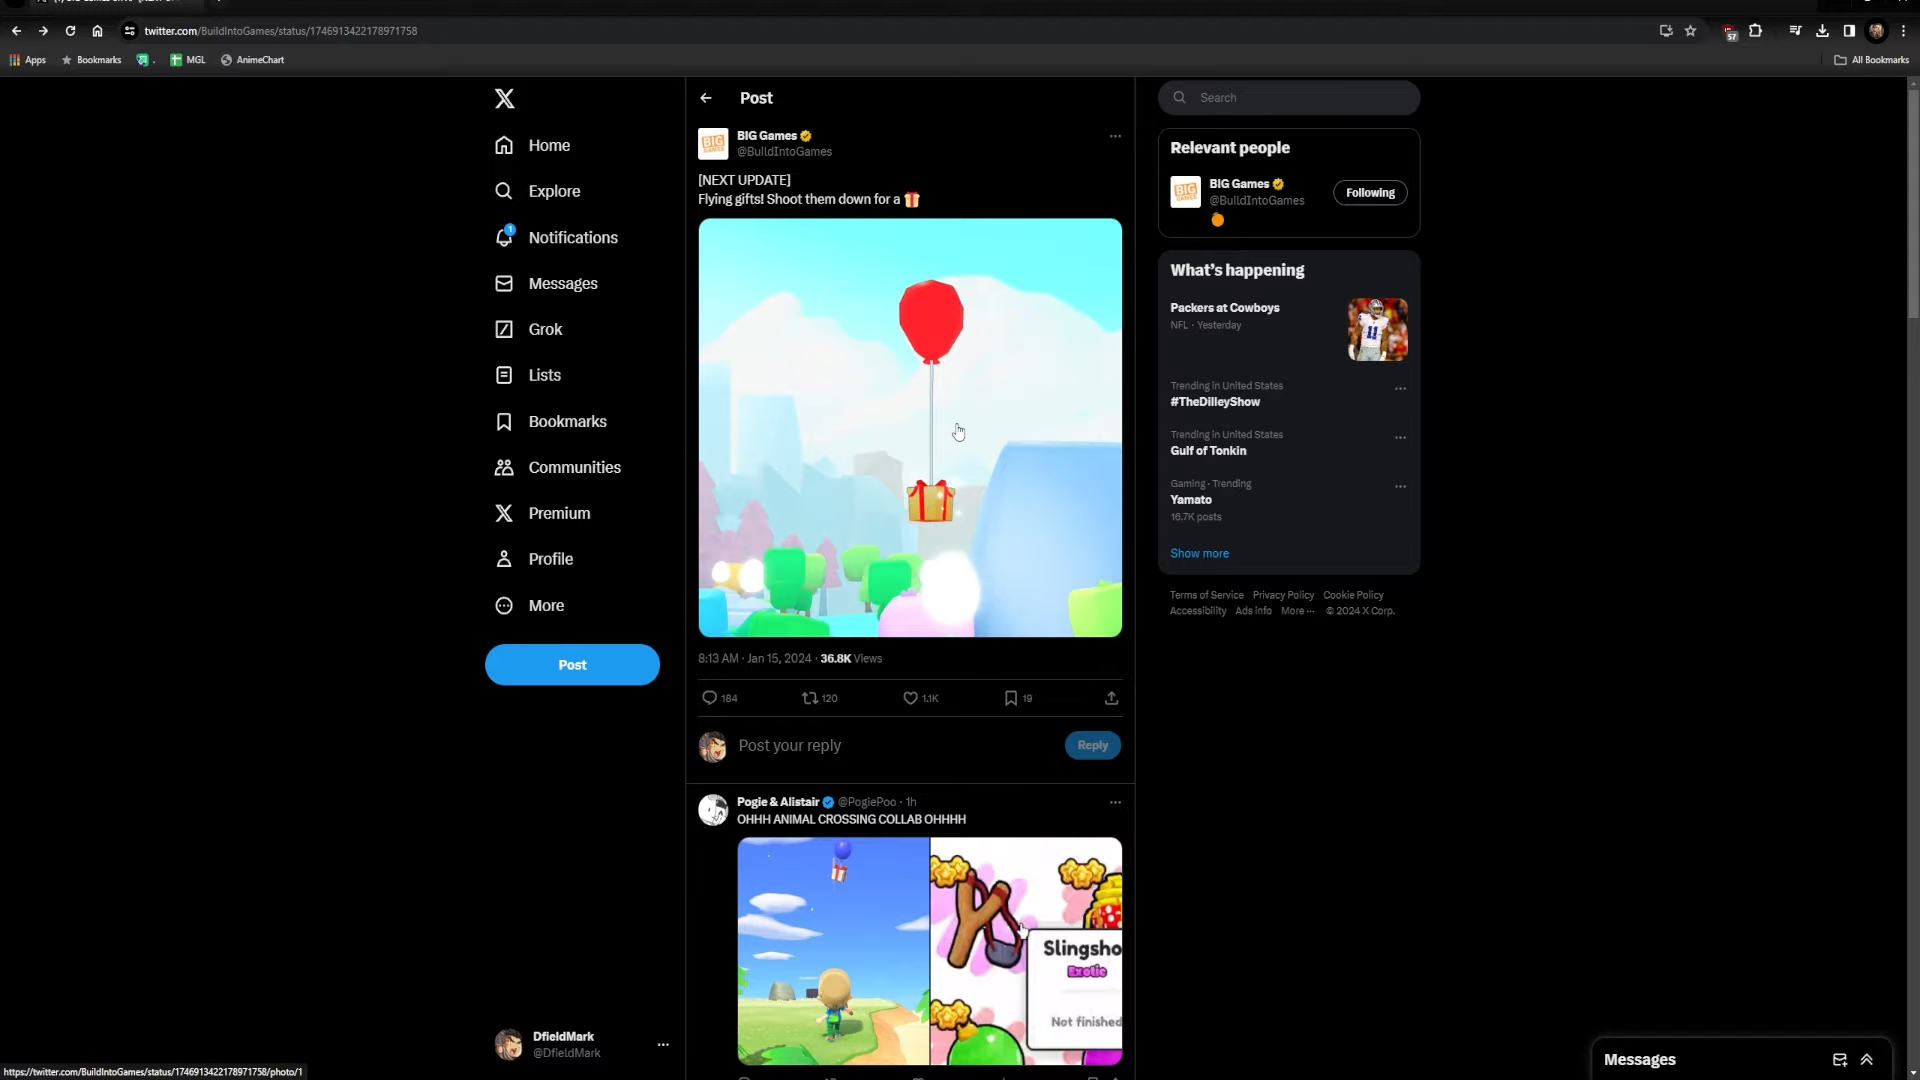 twitter.com/BuildIntoGames/status/1746913422178971758
57
Apps
Bookmarks
MGL
AnimeChart
All Bookmarks
Home
Explore
1
Notifications
Messages
Grok
Lists
Bookmarks
Communities
Premium
Profile
More
Post
DfieldMark
@DfieldMark
Post
BIG Games
@BuildIntoGames
[NEXT UPDATE]
Flying gifts! Shoot them down for a 🎁
8:13 AM · Jan 15, 2024 · 36.8K Views
184
120
1.1K
19
Post your reply
Reply
Pogie & Alistair @PogiePoo · 1h
OHHH ANIMAL CROSSING COLLAB OHHHH
Slingsho
Exotic
Not finished
Search
Relevant people
BIG Games
@BuildIntoGames
🍊
Following
What's happening
Packers at Cowboys
NFL · Yesterday
11
Trending in United States
#TheDilleyShow
Trending in United States
Gulf of Tonkin
Gaming · Trending
Yamato
16.7K posts
Show more
Terms of Service Privacy Policy Cookie Policy
Accessibility Ads info More ··· © 2024 X Corp.
Messages
https://twitter.com/BuildIntoGames/status/1746913422178971758/photo/1